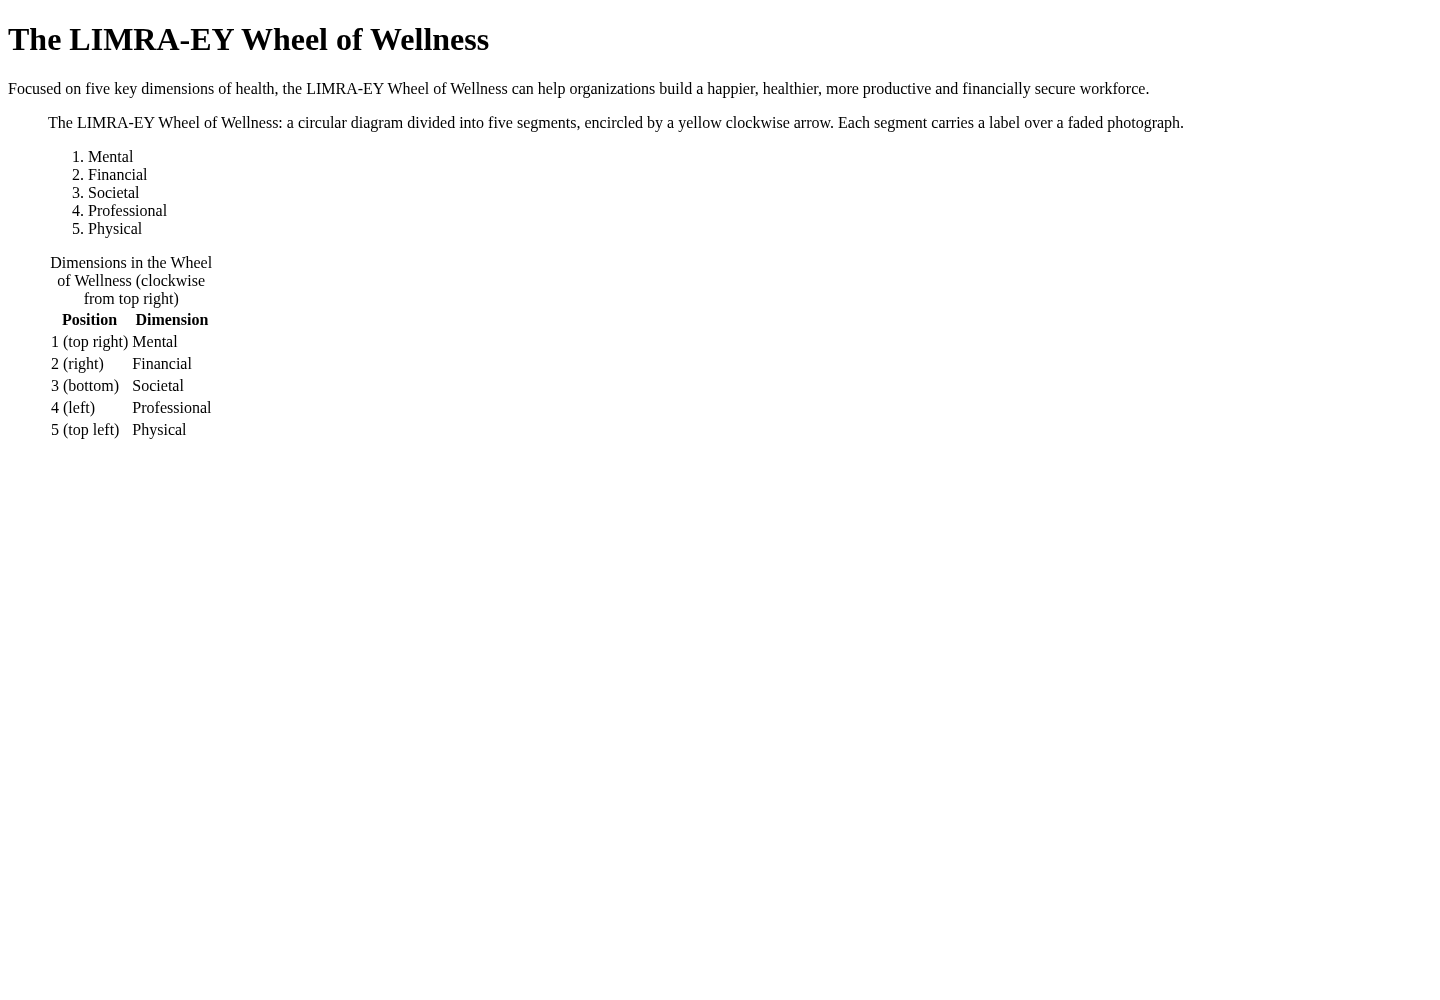 The LIMRA-EY Wheel of Wellness
Focused on five key dimensions of health, the LIMRA-EY Wheel of Wellness can help organizations build a happier, healthier, more productive and financially secure workforce.
The LIMRA-EY Wheel of Wellness: a circular diagram divided into five segments, encircled by a yellow clockwise arrow. Each segment carries a label over a faded photograph.
1. Mental
2. Financial
3. Societal
4. Professional
5. Physical
Dimensions in the Wheel
of Wellness (clockwise
from top right)
Position Dimension
1 (top right) Mental
2 (right) Financial
3 (bottom) Societal
4 (left) Professional
5 (top left) Physical